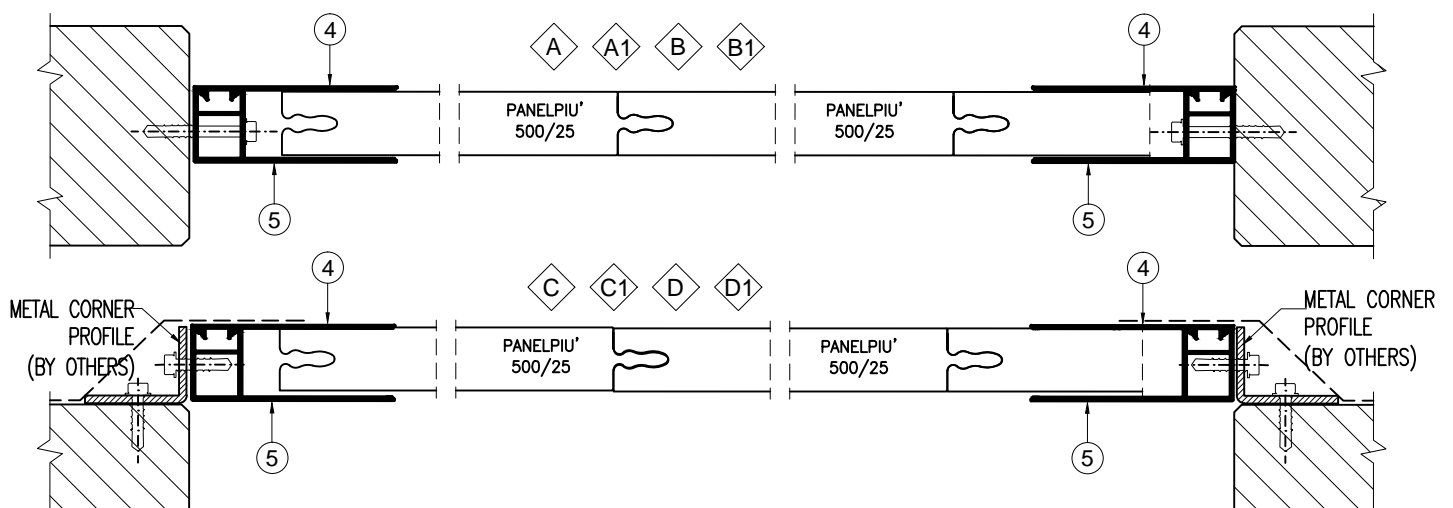 4
A
A1
B
B1
4
PANELPIU'
500/25
PANELPIU'
500/25
5
5
4
C
C1
D
D1
4
METAL CORNER
PROFILE
(BY OTHERS)
METAL CORNER
PROFILE
(BY OTHERS)
PANELPIU'
500/25
PANELPIU'
500/25
5
5